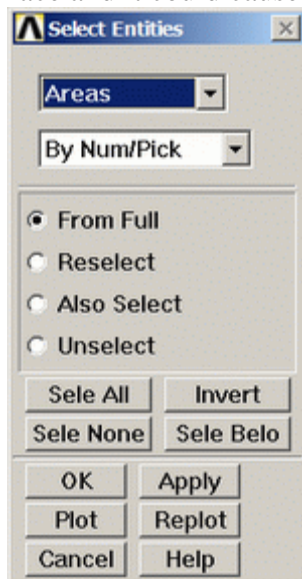 Select Entities
Areas
By Num/Pick
From Full
Reselect
Also Select
Unselect
Sele All Invert
Sele None Sele Belo
OK Apply
Plot Replot
Cancel Help